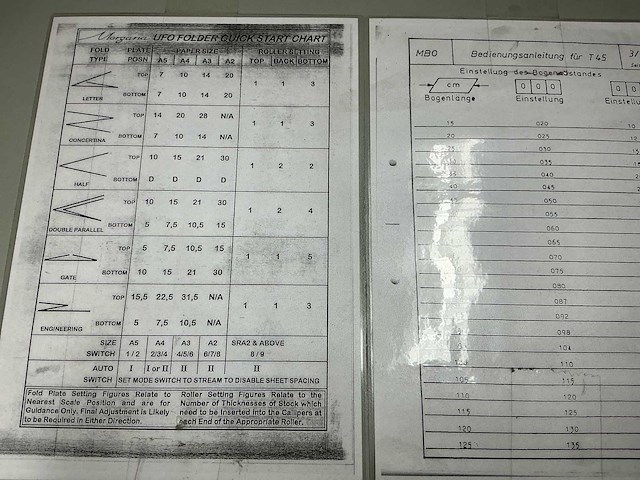 Morgana UFO FOLDER QUICK START CHART
FOLD PLATE PAPER SIZE ROLLER SETTING
TYPE POSN A5 A4 A3 A2 TOP BACK BOTTOM
TOP 7 10 14 20
LETTER 1 1 3
BOTTOM 7 10 14 20
TOP 14 20 28 N/A
CONCERTINA 1 1 3
BOTTOM 7 10 14 N/A
TOP 10 15 21 30
HALF 1 2 2
BOTTOM D D D D
TOP 10 15 21 30
DOUBLE PARALLEL 1 2 4
BOTTOM 5 7,5 10,5 15
TOP 5 7,5 10,5 15
GATE 1 1 5
BOTTOM 10 15 21 30
TOP 15,5 22,5 31,5 N/A
ENGINEERING 1 1 3
BOTTOM 5 7,5 10,5 N/A
SIZE A5 A4 A3 A2 SRA2 & ABOVE
SWITCH 1/2 2/3/4 4/5/6 6/7/8 8/9
AUTO I I or II II II II
SWITCH SET MODE SWITCH TO STREAM TO DISABLE SHEET SPACING
Fold Plate Setting Figures Relate to
Nearest Scale Position and are for
Guidance Only, Final Adjustment is Likely
to be Required in Either Direction.
Roller Setting Figures Relate to the
Number of Thicknesses of Stock which
need to be Inserted into the Calipers at
each End of the Appropriate Roller.
MBO Bedienungsanleitung für T45 3/
Einstellung des Bogenabstandes
cm 0 0 0 0 0
Bogenlänge Einstellung
15 020 10
20 025
030 15
035
040
40 045
050
055
060
065
070
075
080
087
092
098
104
110
105 115
110 120
115 125
120 130
125 135